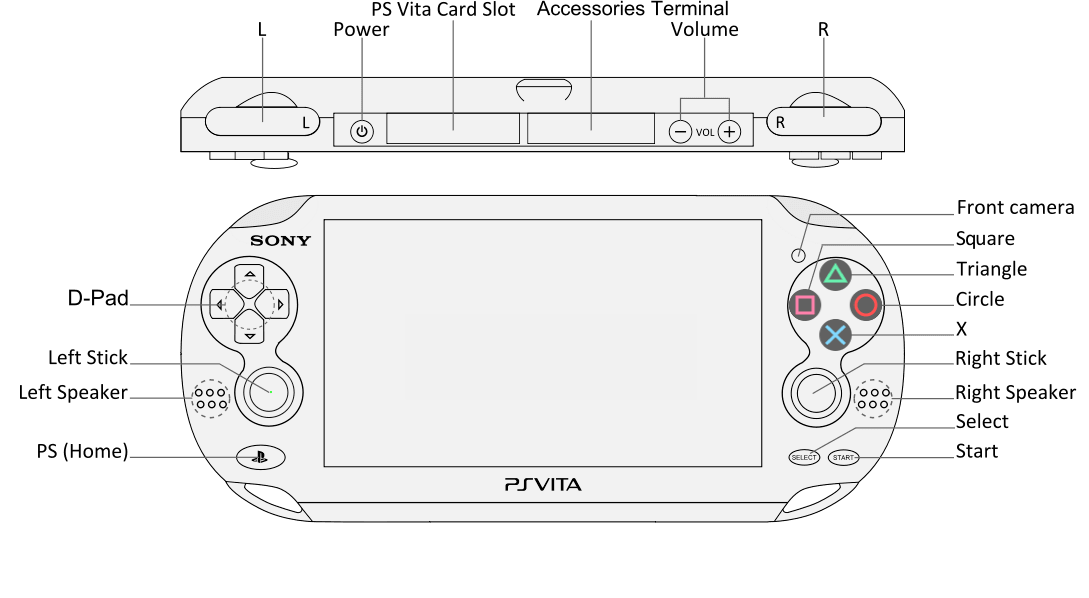 PS Vita Card Slot
Accessories Terminal
L
Power
Volume
R
L
VOL
R
Front camera
SONY
Square
Triangle
D-Pad
Circle
X
Left Stick
Right Stick
Left Speaker
Right Speaker
Select
PS (Home)
SELECT
START
Start
PSVITA